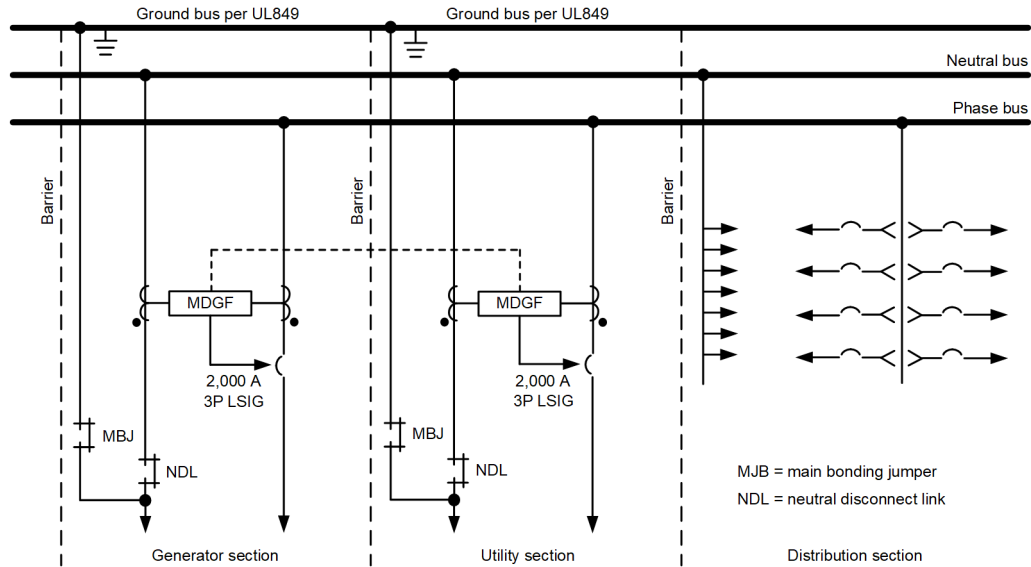 Ground bus per UL849
Ground bus per UL849
Neutral bus
Phase bus
Barrier
Barrier
Barrier
MDGF
MDGF
2,000 A
3P LSIG
2,000 A
3P LSIG
MBJ
MBJ
NDL
NDL
MJB = main bonding jumper
NDL = neutral disconnect link
Generator section
Utility section
Distribution section